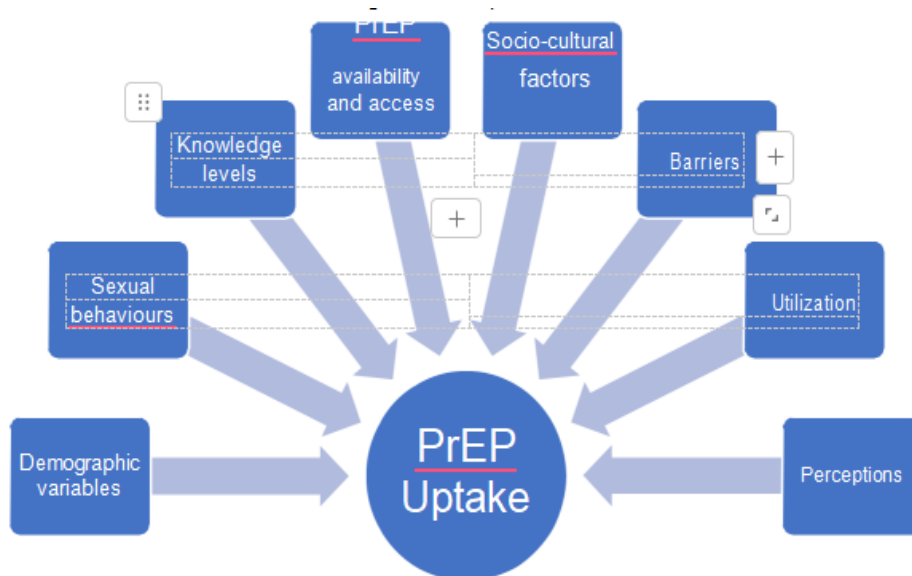 PrEP
availability
and access
Socio-cultural
factors
Knowledge
levels
Barriers
Sexual
behaviours
Utilization
Demographic
variables
Perceptions
PrEP
Uptake